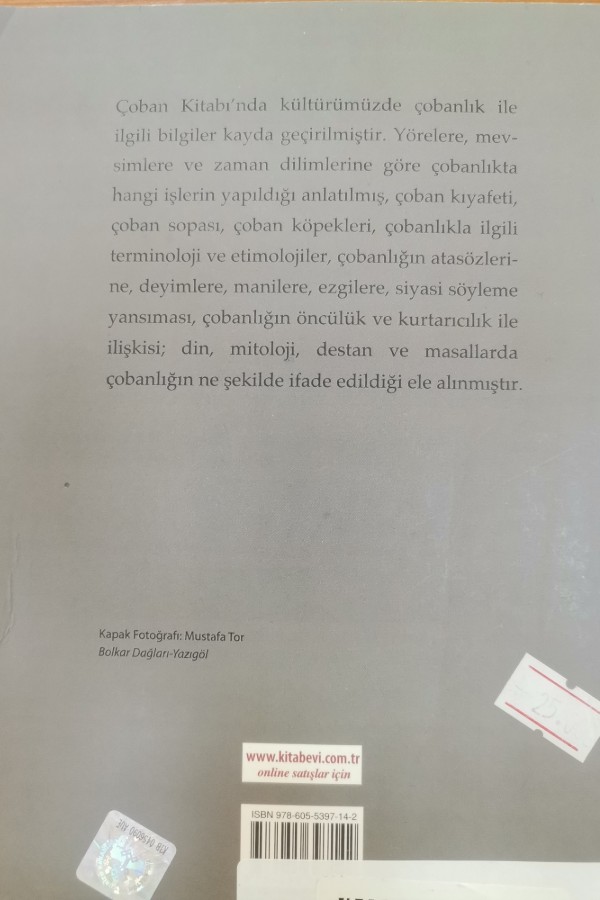 Çoban Kitabı'nda kültürümüzde çobanlık ile
ilgili bilgiler kayda geçirilmiştir. Yörelere, mev-
simlere ve zaman dilimlerine göre çobanlıkta
hangi işlerin yapıldığı anlatılmış, çoban kıyafeti,
çoban sopası, çoban köpekleri, çobanlıkla ilgili
terminoloji ve etimolojiler, çobanlığın atasözleri-
ne, deyimlere, manilere, ezgilere, siyasi söyleme
yansıması, çobanlığın öncülük ve kurtarıcılık ile
ilişkisi; din, mitoloji, destan ve masallarda
çobanlığın ne şekilde ifade edildiği ele alınmıştır.
Kapak Fotoğrafı: Mustafa Tor
Bolkar Dağları-Yazıgöl
25.
www.kitabevi.com.tr
online satışlar için
ISBN 978-605-5397-14-2